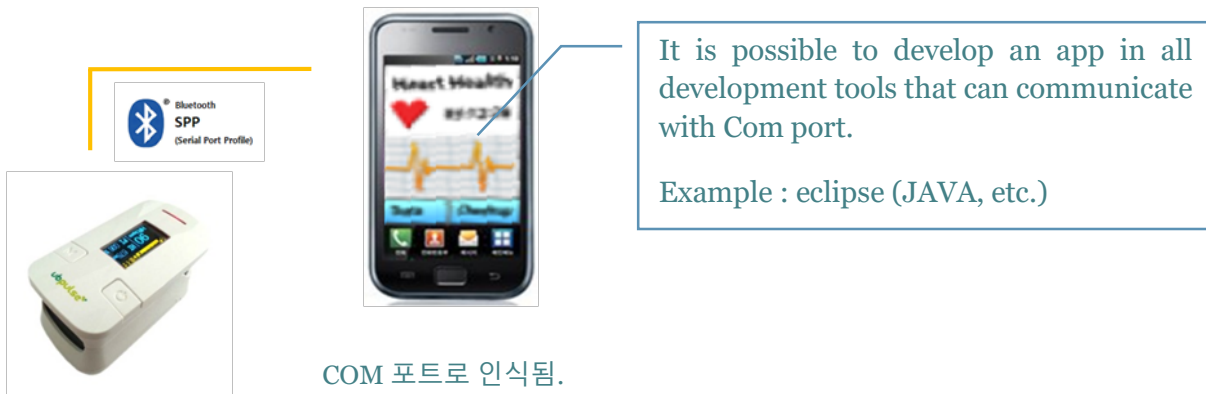 It is possible to develop an app in all
development tools that can communicate
with Com port.
Example : eclipse (JAVA, etc.)
Bluetooth
SPP
(Serial Port Profile)
Heart Health
ubpulse
COM 포트로 인식됨.